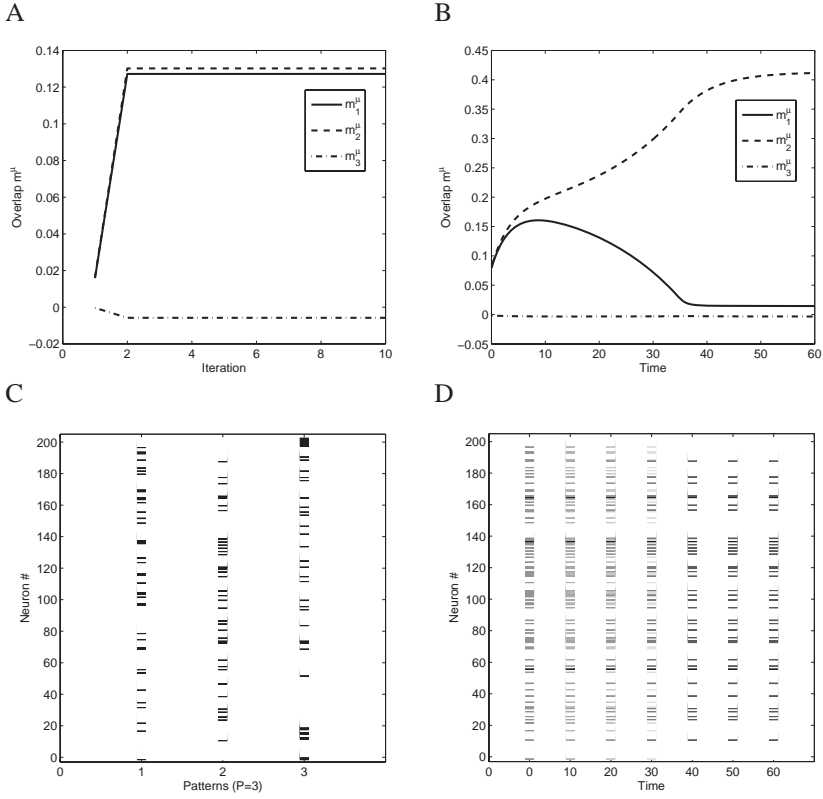 A
0.14
0.12
0.1
0.08
0.06
0.04
0.02
0
−0.02
Overlap m^μ
0 2 4 6 8 10
Iteration
m^μ_1
m^μ_2
m^μ_3
B
0.45
0.4
0.35
0.3
0.25
0.2
0.15
0.1
0.05
0
−0.05
Overlap m^μ
0 10 20 30 40 50 60
Time
m^μ_1
m^μ_2
m^μ_3
C
200
180
160
140
120
100
80
60
40
20
0
Neuron #
0 1 2 3
Patterns (P=3)
D
200
180
160
140
120
100
80
60
40
20
0
Neuron #
0 0 10 20 30 40 50 60
Time